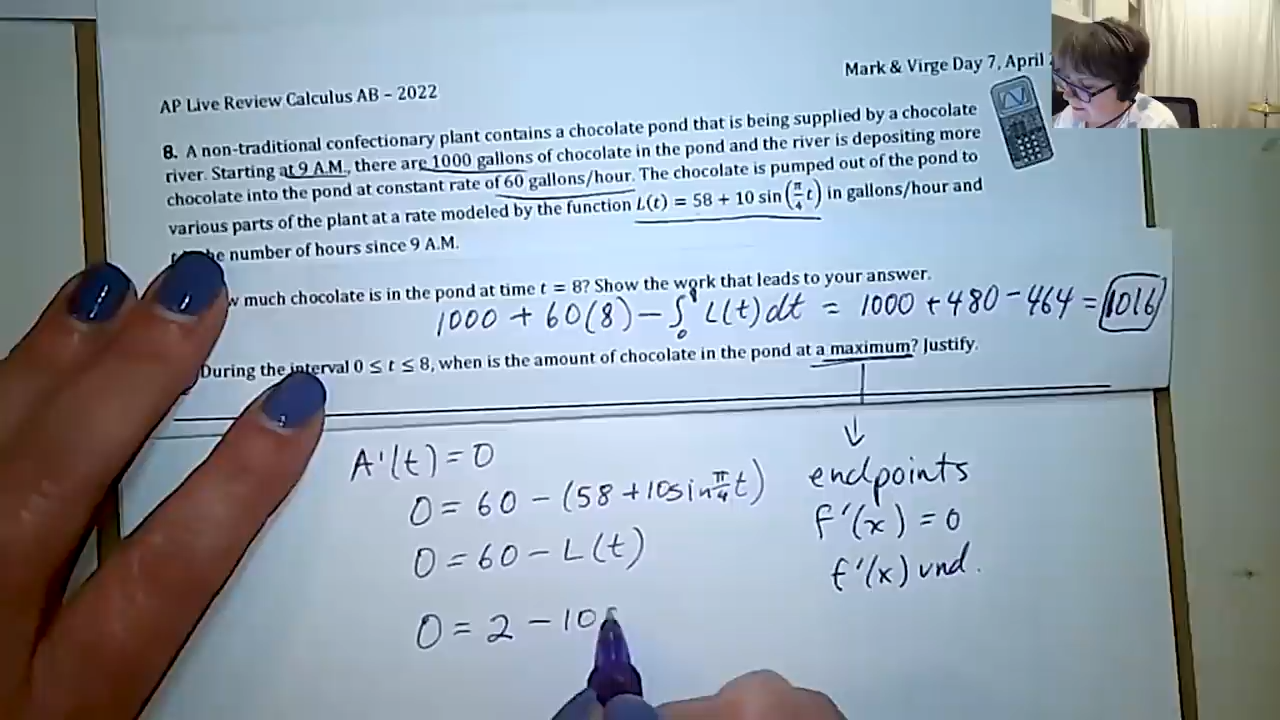 Mark & Virge Day 7, April
AP Live Review Calculus AB – 2022
8. A non-traditional confectionary plant contains a chocolate pond that is being supplied by a chocolate
river. Starting at 9 A.M., there are 1000 gallons of chocolate in the pond and the river is depositing more
chocolate into the pond at constant rate of 60 gallons/hour. The chocolate is pumped out of the pond to
various parts of the plant at a rate modeled by the function L(t) = 58 + 10 sin(π/4 t) in gallons/hour and
number of hours since 9 A.M.
much chocolate is in the pond at time t = 8? Show the work that leads to your answer.
1000 + 60(8) – ∫₀⁸ L(t) dt = 1000 + 480 – 464 = 1016
During the interval 0 ≤ t ≤ 8, when is the amount of chocolate in the pond at a maximum? Justify.
A'(t) = 0
0 = 60 – (58 + 10 sin π/4 t)
0 = 60 – L(t)
0 = 2 – 10
endpoints
f'(x) = 0
f'(x) und.